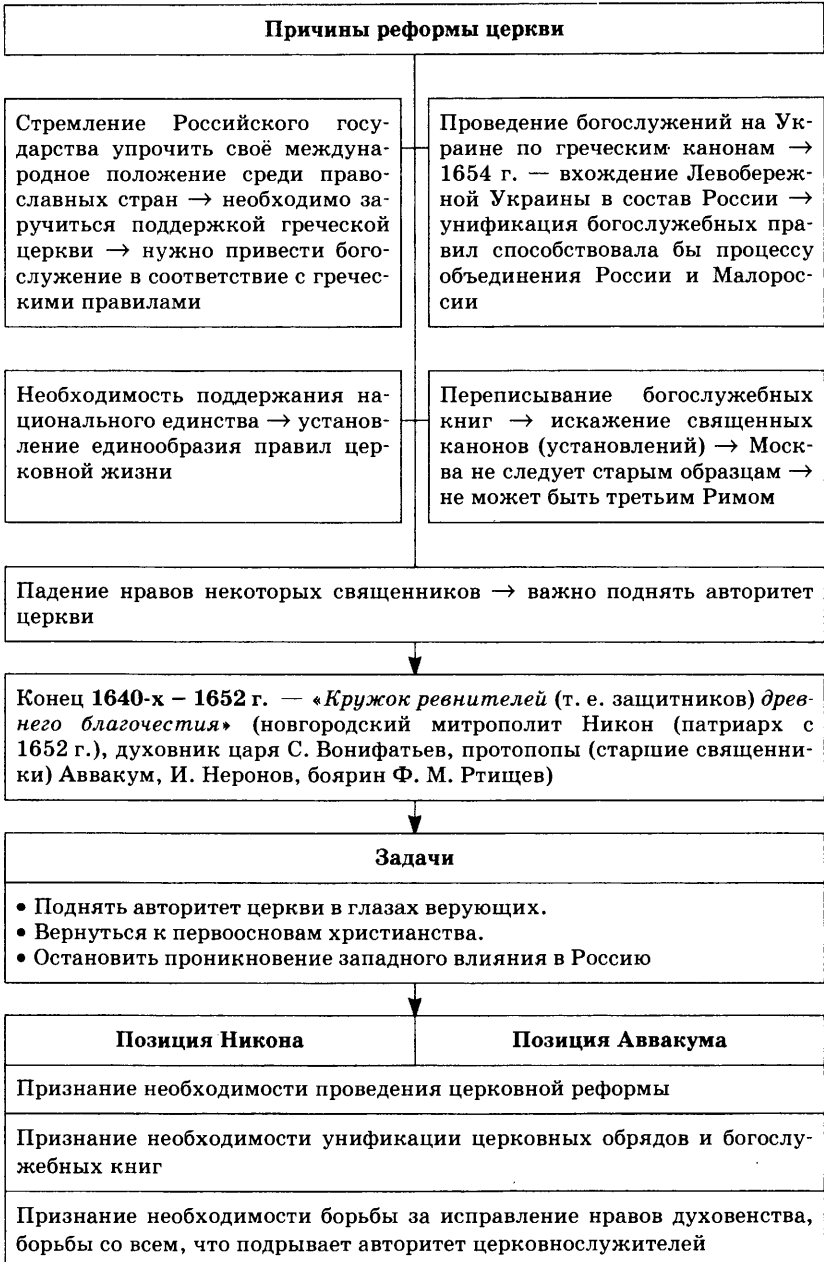 Причины реформы церкви
Стремление Российского госу-
дарства упрочить своё междуна-
родное положение среди право-
славных стран → необходимо за-
ручиться поддержкой греческой
церкви → нужно привести бого-
служение в соответствие с гречес-
кими правилами
Проведение богослужений на Ук-
раине по греческим канонам →
1654 г. — вхождение Левобереж-
ной Украины в состав России →
унификация богослужебных пра-
вил способствовала бы процессу
объединения России и Малорос-
сии
Необходимость поддержания на-
ционального единства → установ-
ление единообразия правил цер-
ковной жизни
Переписывание богослужебных
книг → искажение священных
канонов (установлений) → Моск-
ва не следует старым образцам →
не может быть третьим Римом
Падение нравов некоторых священников → важно поднять авторитет
церкви
Конец 1640-х – 1652 г. — «Кружок ревнителей (т. е. защитников) древ-
него благочестия» (новгородский митрополит Никон (патриарх с
1652 г.), духовник царя С. Вонифатьев, протопопы (старшие священни-
ки) Аввакум, И. Неронов, боярин Ф. М. Ртищев)
Задачи
• Поднять авторитет церкви в глазах верующих.
• Вернуться к первоосновам христианства.
• Остановить проникновение западного влияния в Россию
Позиция Никона
Позиция Аввакума
Признание необходимости проведения церковной реформы
Признание необходимости унификации церковных обрядов и богослу-
жебных книг
Признание необходимости борьбы за исправление нравов духовенства,
борьбы со всем, что подрывает авторитет церковнослужителей